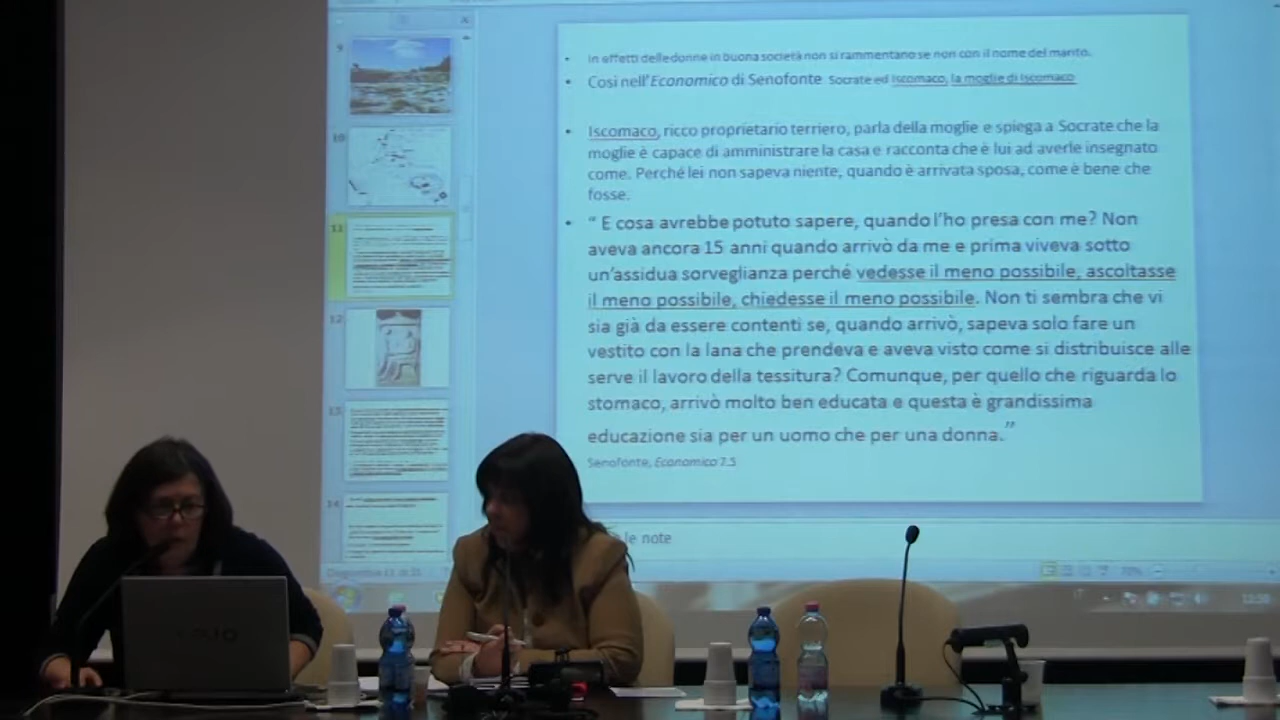 9
10
11
12
13
14
• In effetti delle donne in buona società non si rammentano se non con il nome del marito.
• Così nell'Economico di Senofonte Socrate ed Iscomaco, la moglie di Iscomaco
• Iscomaco, ricco proprietario terriero, parla della moglie e spiega a Socrate che la
moglie è capace di amministrare la casa e racconta che è lui ad averle insegnato
come. Perché lei non sapeva niente, quando è arrivata sposa, come è bene che
fosse.
• “ E cosa avrebbe potuto sapere, quando l'ho presa con me? Non
aveva ancora 15 anni quando arrivò da me e prima viveva sotto
un'assidua sorveglianza perché vedesse il meno possibile, ascoltasse
il meno possibile, chiedesse il meno possibile. Non ti sembra che vi
sia già da essere contenti se, quando arrivò, sapeva solo fare un
vestito con la lana che prendeva e aveva visto come si distribuisce alle
serve il lavoro della tessitura? Comunque, per quello che riguarda lo
stomaco, arrivò molto ben educata e questa è grandissima
educazione sia per un uomo che per una donna.”
Senofonte, Economico 7.5
le note
VAIO